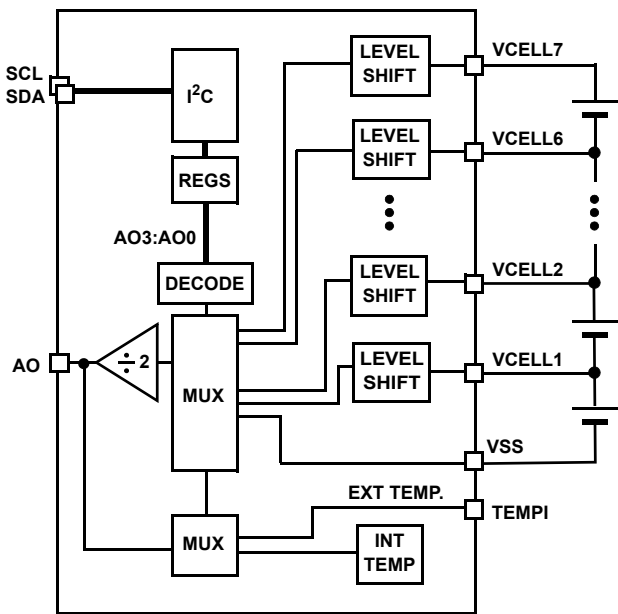 SCL
SDA
I²C
REGS
AO3:AO0
DECODE
AO
÷ 2
MUX
MUX
LEVEL
SHIFT
VCELL7
LEVEL
SHIFT
VCELL6
LEVEL
SHIFT
VCELL2
LEVEL
SHIFT
VCELL1
VSS
EXT TEMP.
TEMPI
INT
TEMP